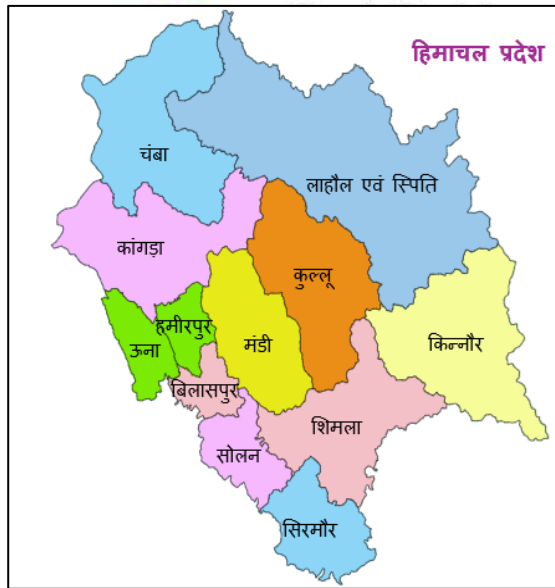 हिमाचल प्रदेश
चंबा
लाहौल एवं स्पिति
कांगड़ा
कुल्लू
हमीरपुर
ऊना
मंडी
किन्नौर
बिलासपुर
शिमला
सोलन
सिरमौर